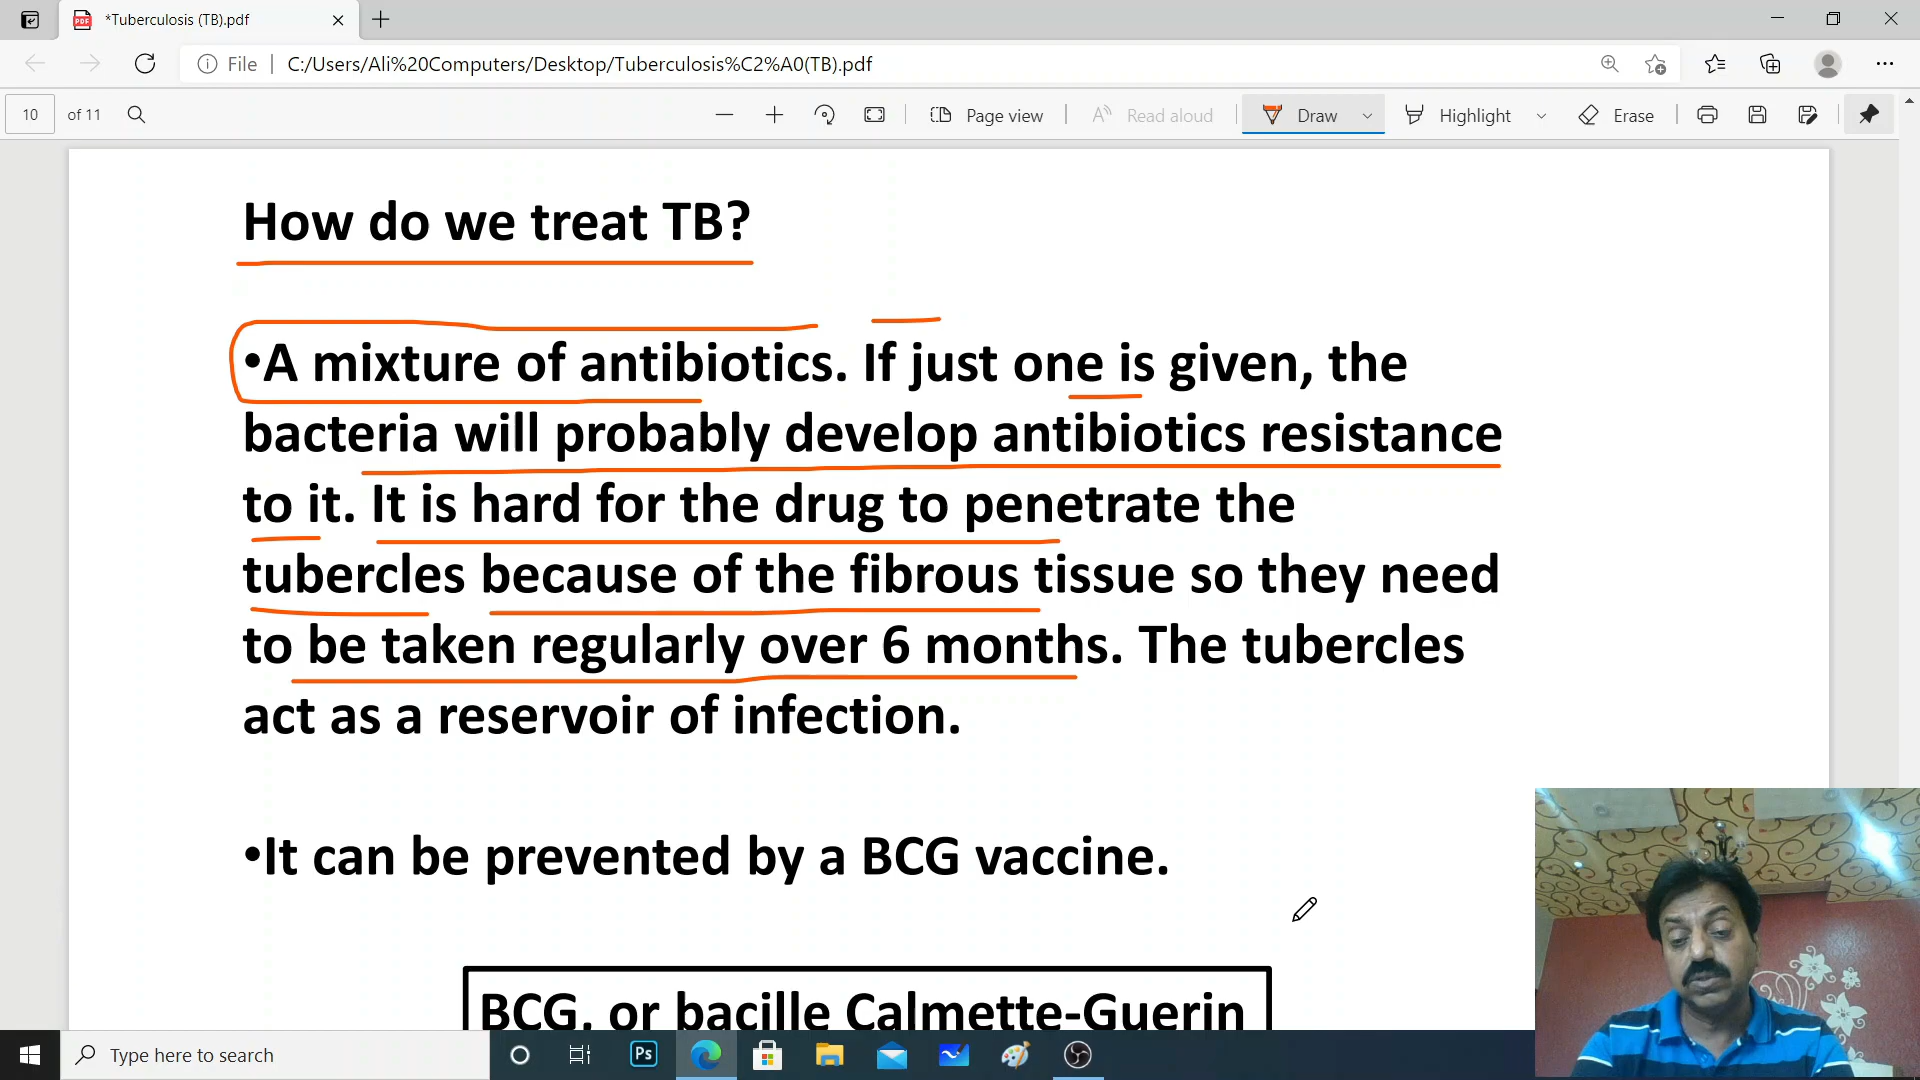 *Tuberculosis (TB).pdf
File
C:/Users/Ali%20Computers/Desktop/Tuberculosis%C2%A0(TB).pdf
10 of 11
Page view
Read aloud
Draw
Highlight
Erase
How do we treat TB?
•A mixture of antibiotics. If just one is given, the
bacteria will probably develop antibiotics resistance
to it. It is hard for the drug to penetrate the
tubercles because of the fibrous tissue so they need
to be taken regularly over 6 months. The tubercles
act as a reservoir of infection.
•It can be prevented by a BCG vaccine.
BCG, or bacille Calmette-Guerin
Type here to search
Ps